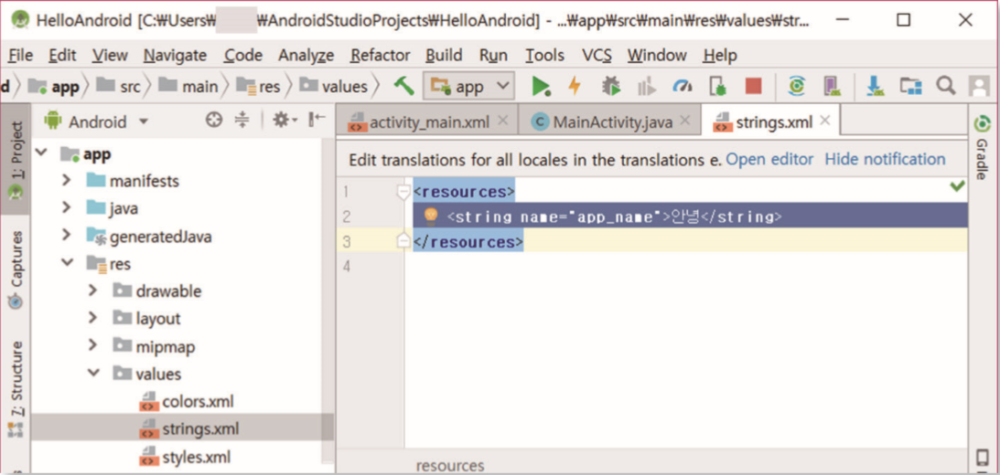 HelloAndroid [C:₩Users₩ ₩AndroidStudioProjects₩HelloAndroid] - ...₩app₩src₩main₩res₩values₩str...
File Edit View Navigate Code Analyze Refactor Build Run Tools VCS Window Help
d app src main res values app
1: Project
Captures
7: Structure
Android
app
manifests
java
generatedJava
res
drawable
layout
mipmap
values
colors.xml
strings.xml
styles.xml
activity_main.xml MainActivity.java strings.xml
Edit translations for all locales in the translations e. Open editor Hide notification
1 <resources>
2 <string name="app_name">안녕</string>
3 </resources>
4
resources
Gradle